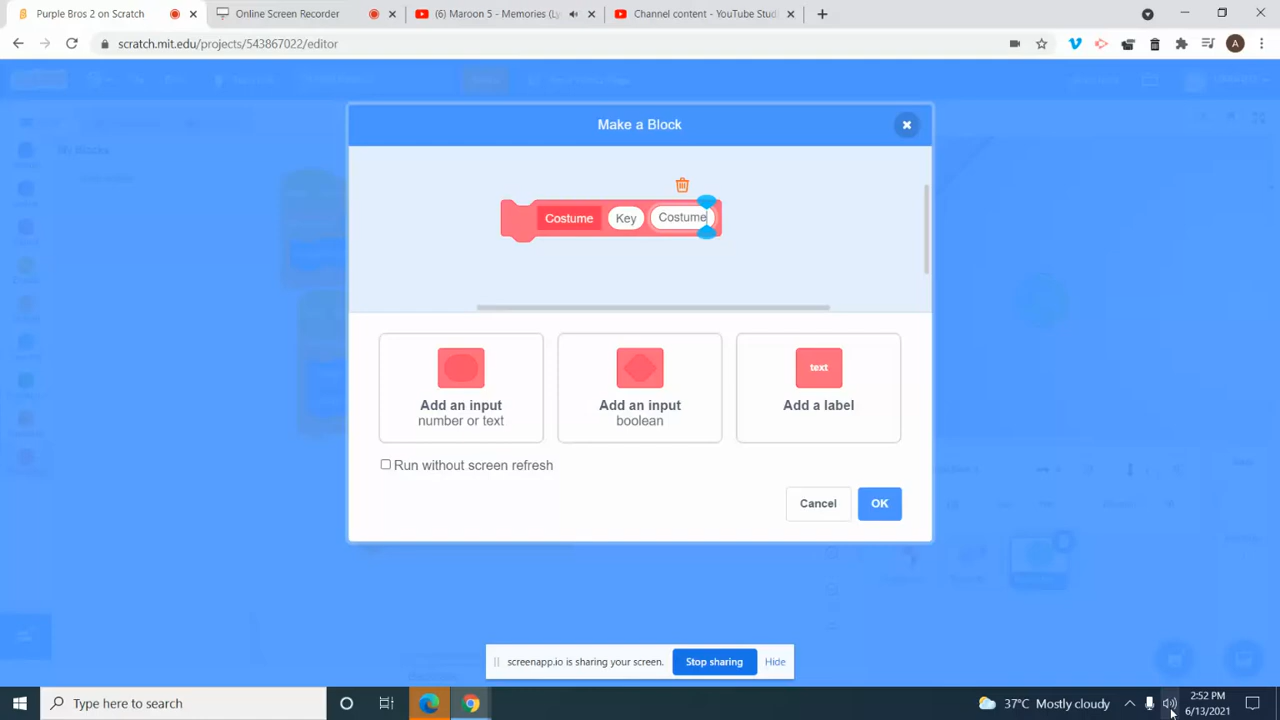 Purple Bros 2 on Scratch
Online Screen Recorder
(6) Maroon 5 - Memories (Ly
Channel content - YouTube Stud
scratch.mit.edu/projects/543867022/editor
A
Make a Block
Costume Key Costume
text
Add an input
number or text
Add an input
boolean
Add a label
Run without screen refresh
Cancel
OK
screenapp.io is sharing your screen.
Stop sharing
Hide
Type here to search
37°C Mostly cloudy
2:52 PM
6/13/2021